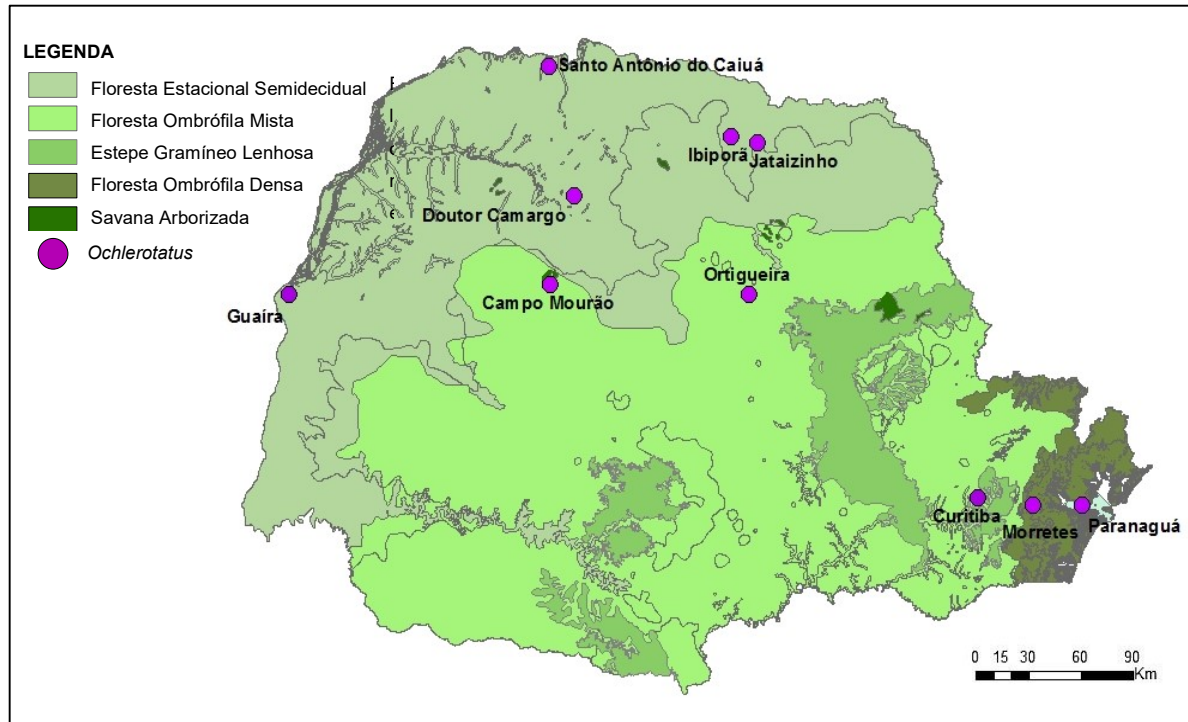 LEGENDA
Floresta Estacional Semidecidual
Floresta Ombrófila Mista
Estepe Gramíneo Lenhosa
Floresta Ombrófila Densa
Savana Arborizada
Ochlerotatus
Santo Antônio do Caiuá
Ibiporã
Jataizinho
Doutor Camargo
Ortigueira
Campo Mourão
Guaíra
Curitiba
Morretes
Paranaguá
0 15 30 60 90
Km